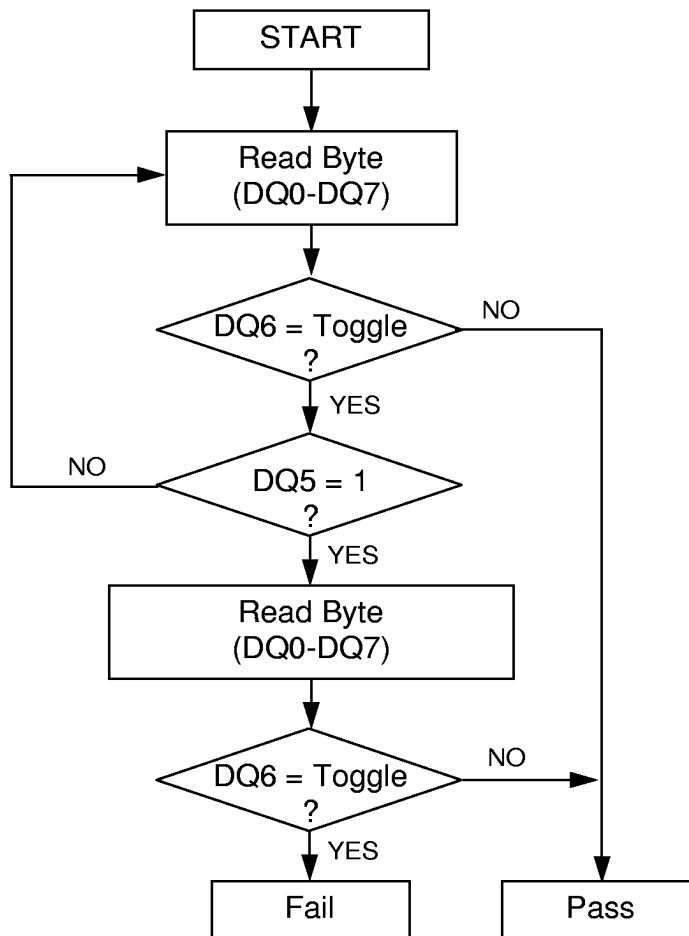 START
Read Byte
(DQ0-DQ7)
DQ6 = Toggle
?
NO
YES
DQ5 = 1
?
NO
YES
Read Byte
(DQ0-DQ7)
DQ6 = Toggle
?
NO
YES
Fail
Pass